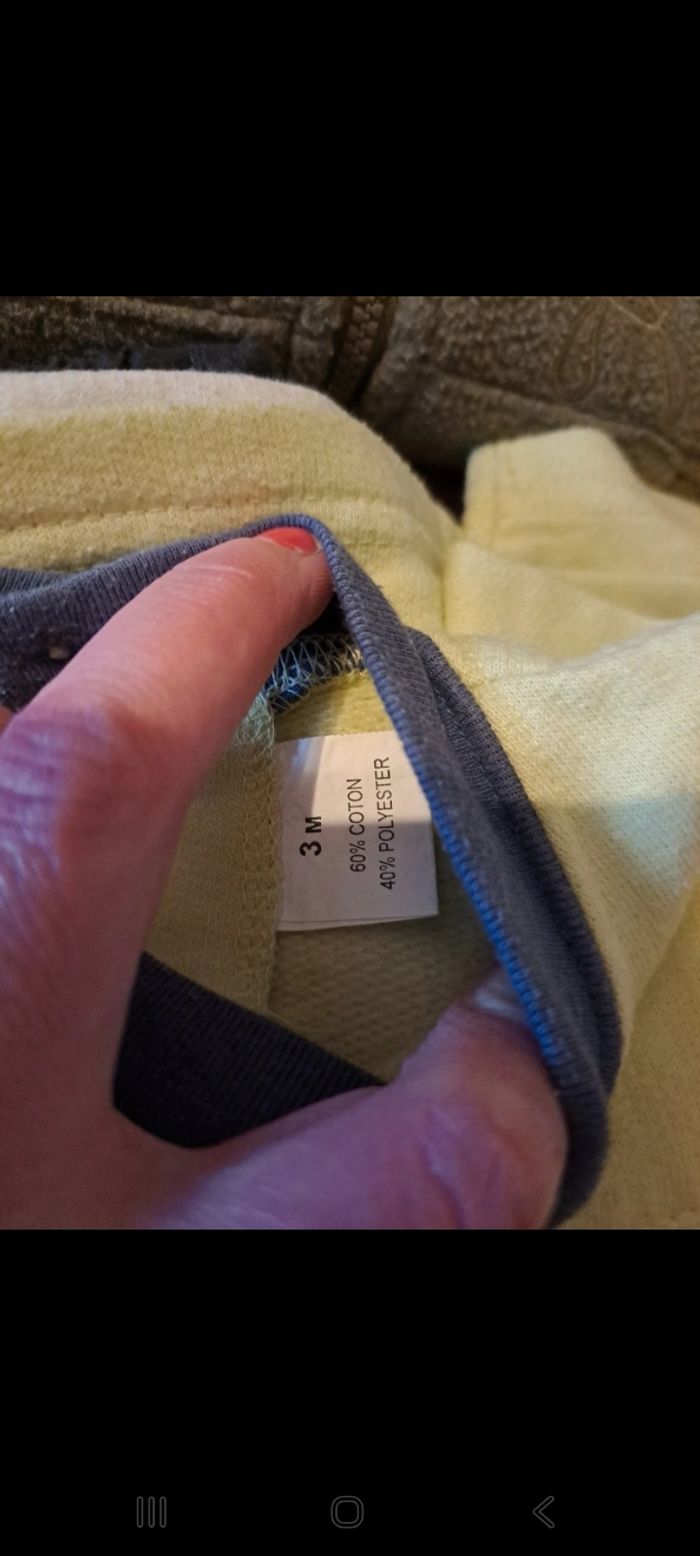 3 M
60% COTON
40% POLYESTER